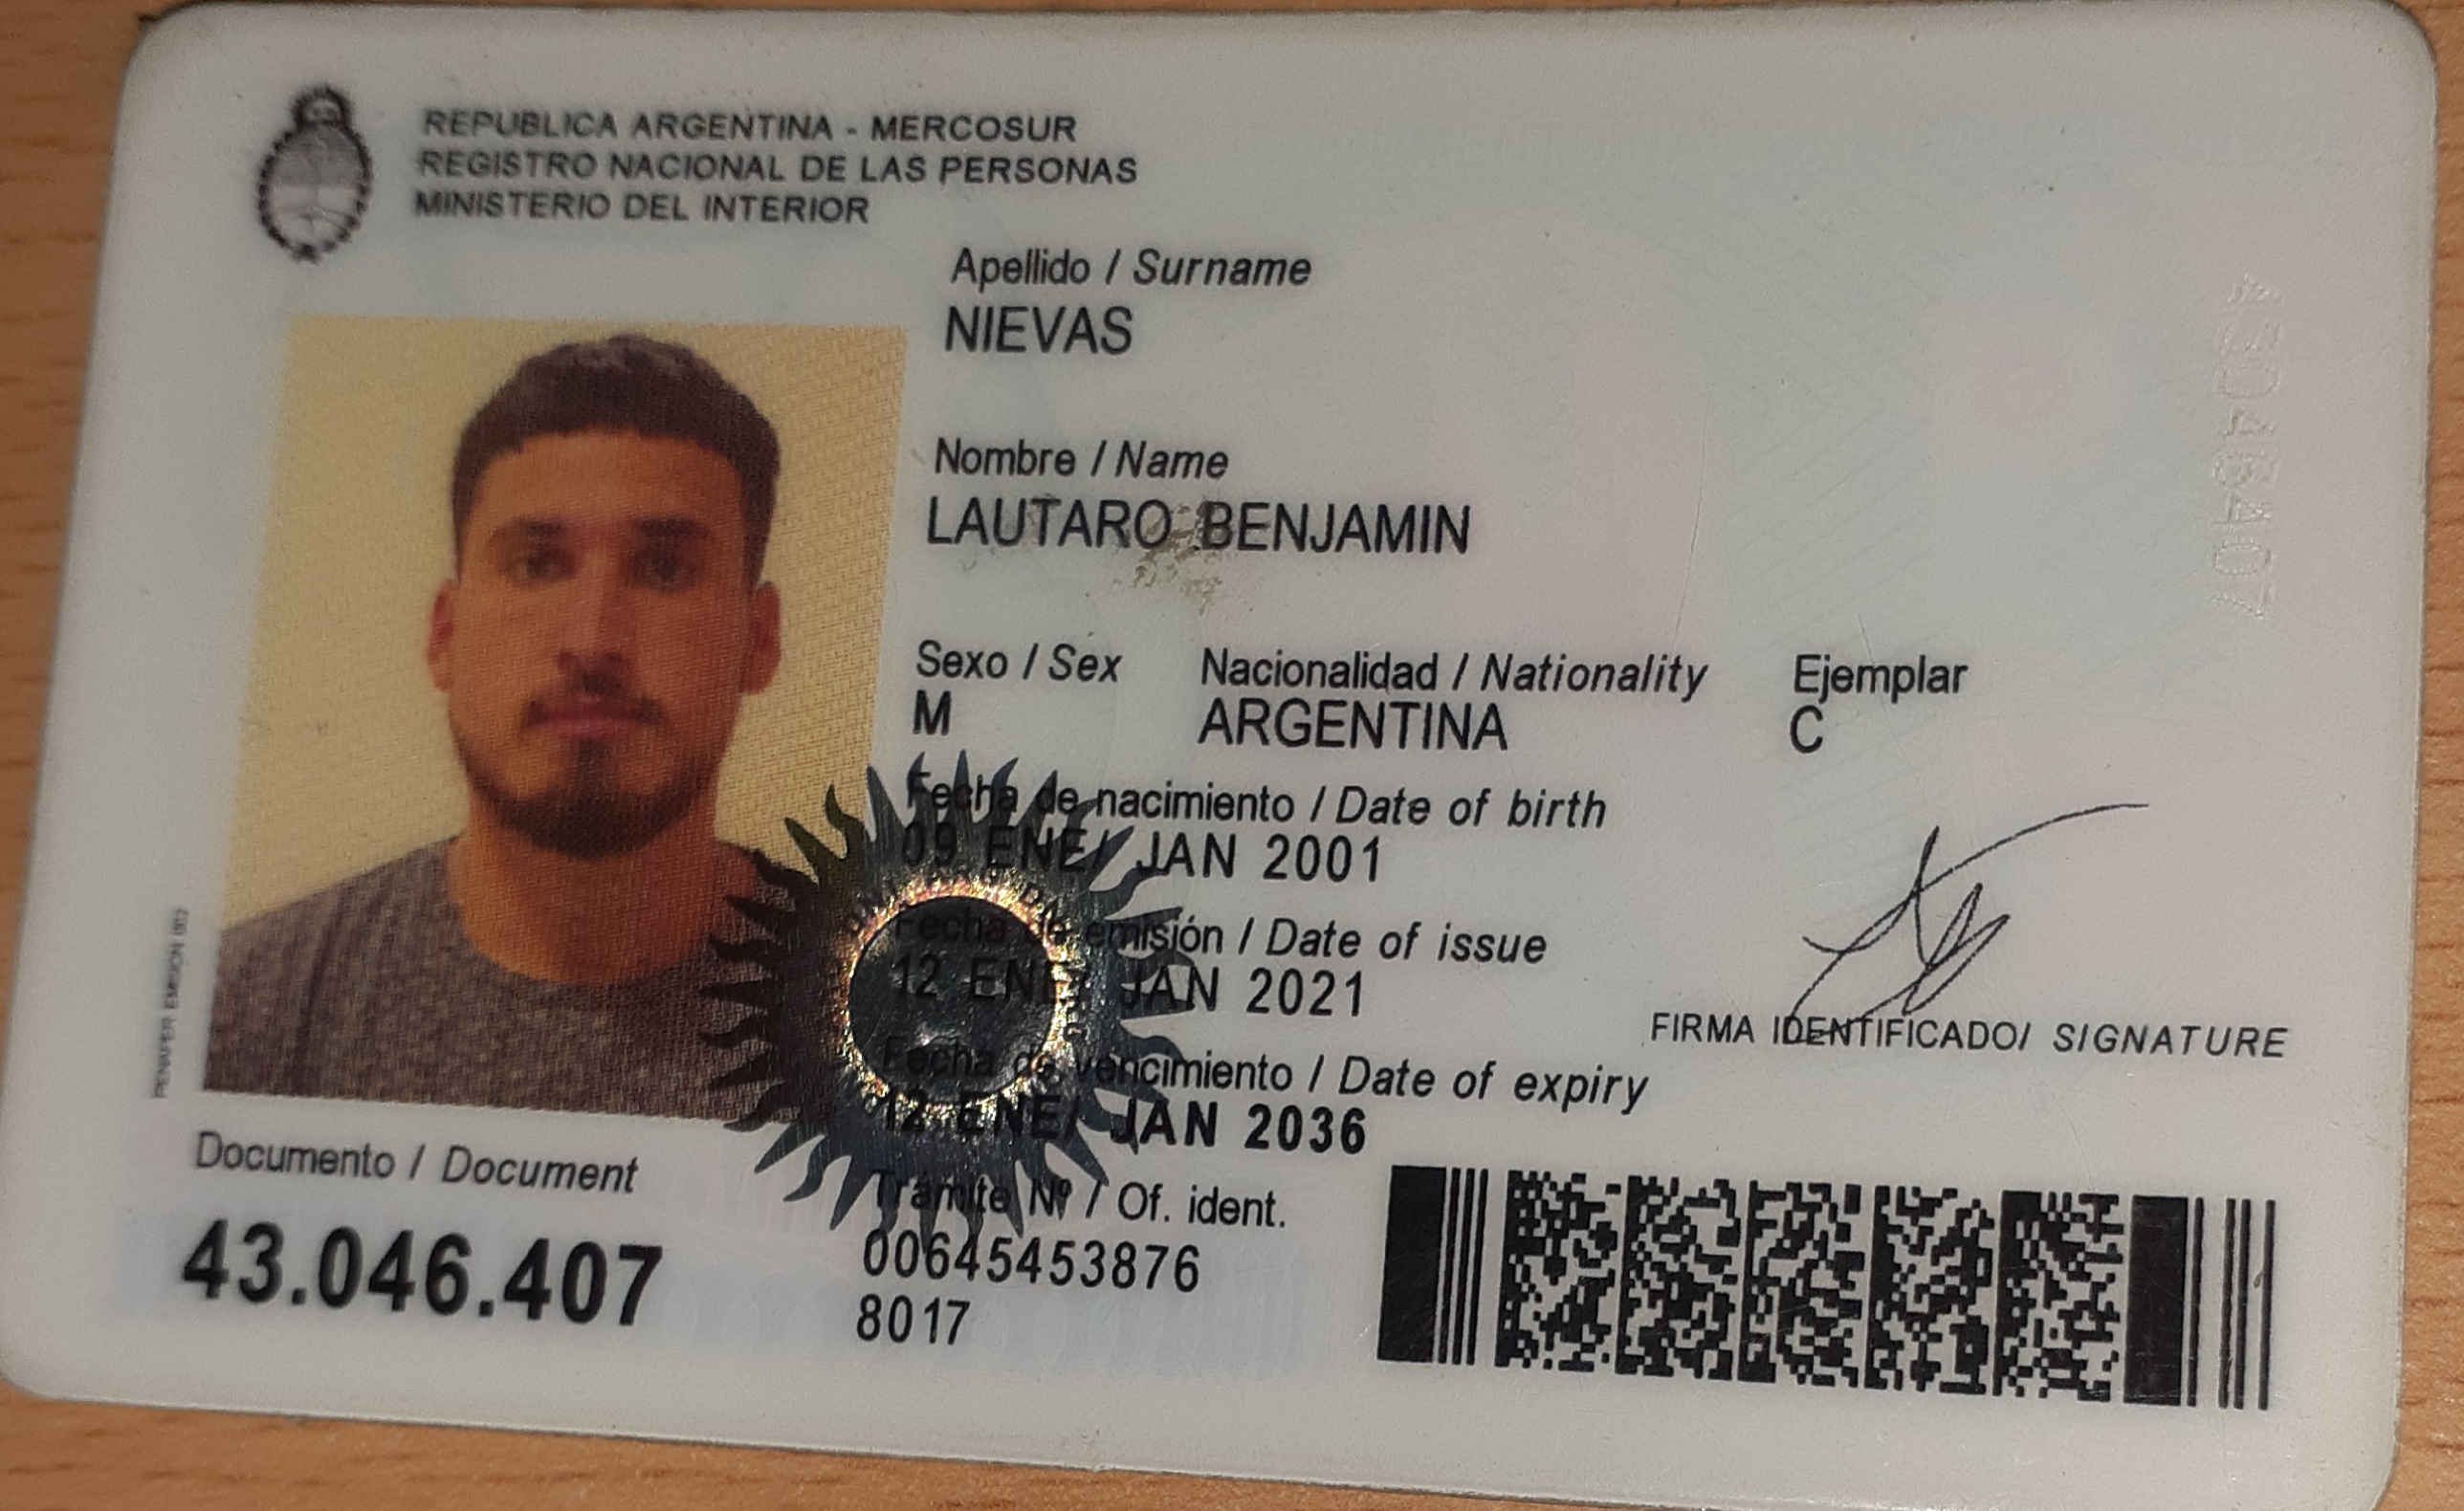 REPUBLICA ARGENTINA - MERCOSUR
REGISTRO NACIONAL DE LAS PERSONAS
MINISTERIO DEL INTERIOR
Apellido / Surname
NIEVAS
Nombre / Name
LAUTARO BENJAMIN
Sexo / Sex Nacionalidad / Nationality Ejemplar
M ARGENTINA C
Fecha de nacimiento / Date of birth
09 ENE/ JAN 2001
Fecha de emisión / Date of issue
12 ENE/ JAN 2021
FIRMA IDENTIFICADO/ SIGNATURE
Fecha de vencimiento / Date of expiry
12 ENE/ JAN 2036
Documento / Document
43.046.407
Trámite Nº / Of. ident.
00645453876
8017
43046407